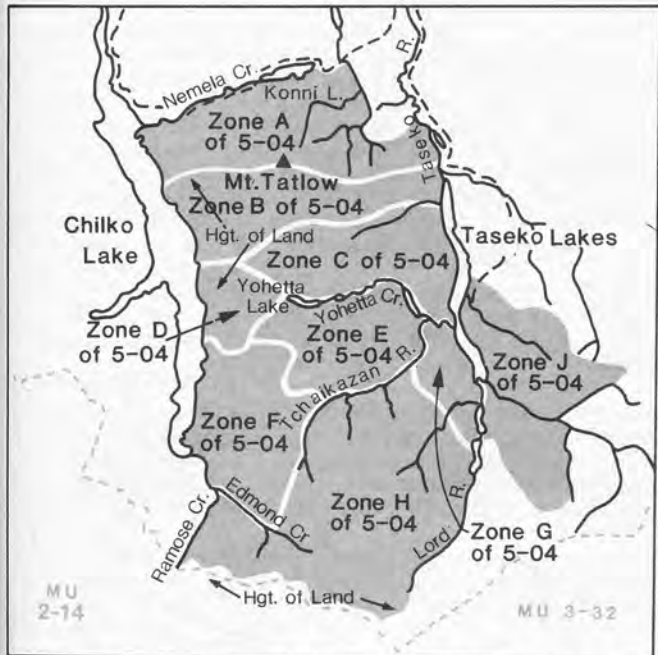 Nemela Cr.
Konni L.
R.
Taseko
Zone A
of 5-04
Mt. Tatlow
Zone B of 5-04
Hgt. of Land
Chilko
Lake
Taseko Lakes
Zone C of 5-04
Yohetta
Lake
Yohetta Cr.
Zone D
of 5-04
Zone E
of 5-04
Zone J
of 5-04
Tchaikazan R.
Zone F
of 5-04
Edmond Cr.
Ramose Cr.
Zone H
of 5-04
Lord R.
Zone G
of 5-04
Hgt. of Land
MU
2-14
MU 3-32